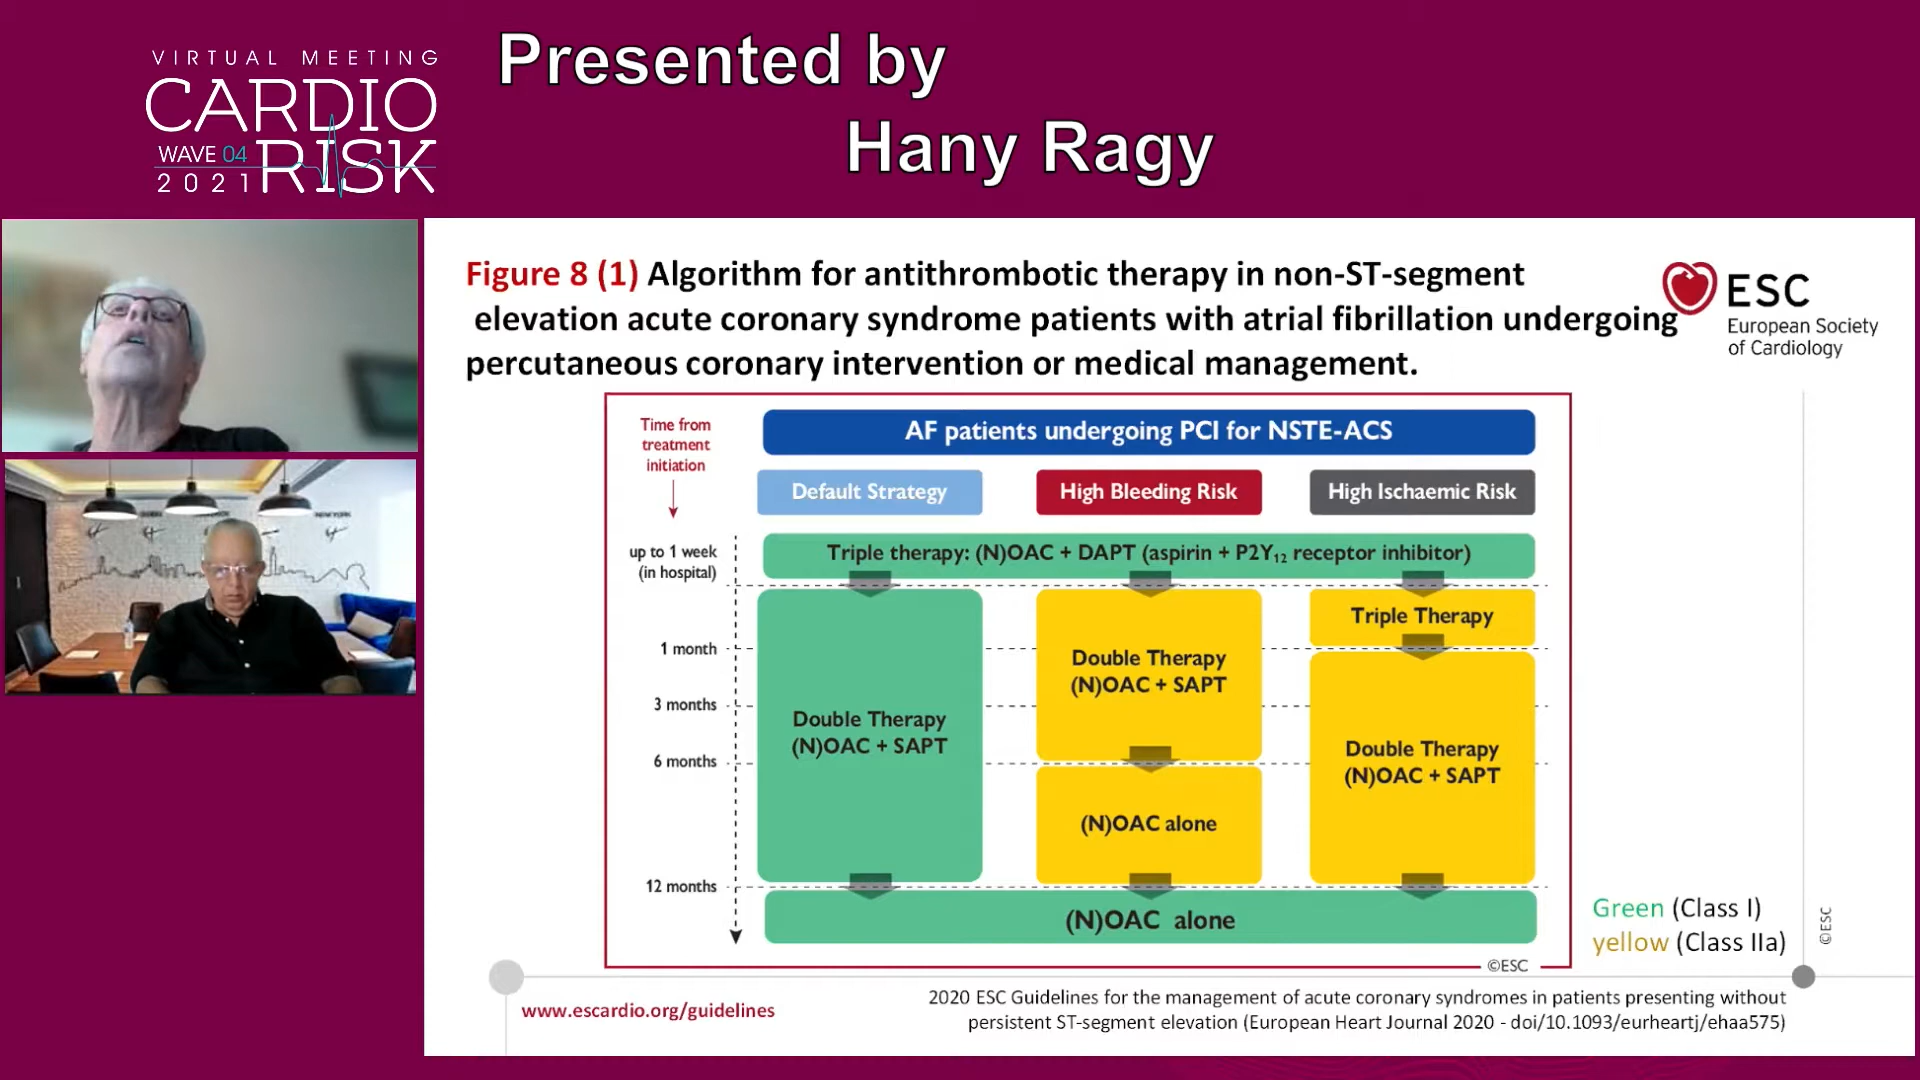 VIRTUAL MEETING
CARDIO
WAVE 04
RISK
2021
Presented by
Hany Ragy
Figure 8 (1) Algorithm for antithrombotic therapy in non-ST-segment
elevation acute coronary syndrome patients with atrial fibrillation undergoing
percutaneous coronary intervention or medical management.
ESC
European Society
of Cardiology
Time from
treatment
initiation
AF patients undergoing PCI for NSTE-ACS
Default Strategy
High Bleeding Risk
High Ischaemic Risk
up to 1 week
(in hospital)
Triple therapy: (N)OAC + DAPT (aspirin + P2Y₁₂ receptor inhibitor)
Triple Therapy
1 month
Double Therapy
(N)OAC + SAPT
3 months
Double Therapy
(N)OAC + SAPT
Double Therapy
(N)OAC + SAPT
6 months
(N)OAC alone
12 months
(N)OAC alone
©ESC
Green (Class I)
yellow (Class IIa)
©ESC
www.escardio.org/guidelines
2020 ESC Guidelines for the management of acute coronary syndromes in patients presenting without
persistent ST-segment elevation (European Heart Journal 2020 - doi/10.1093/eurheartj/ehaa575)